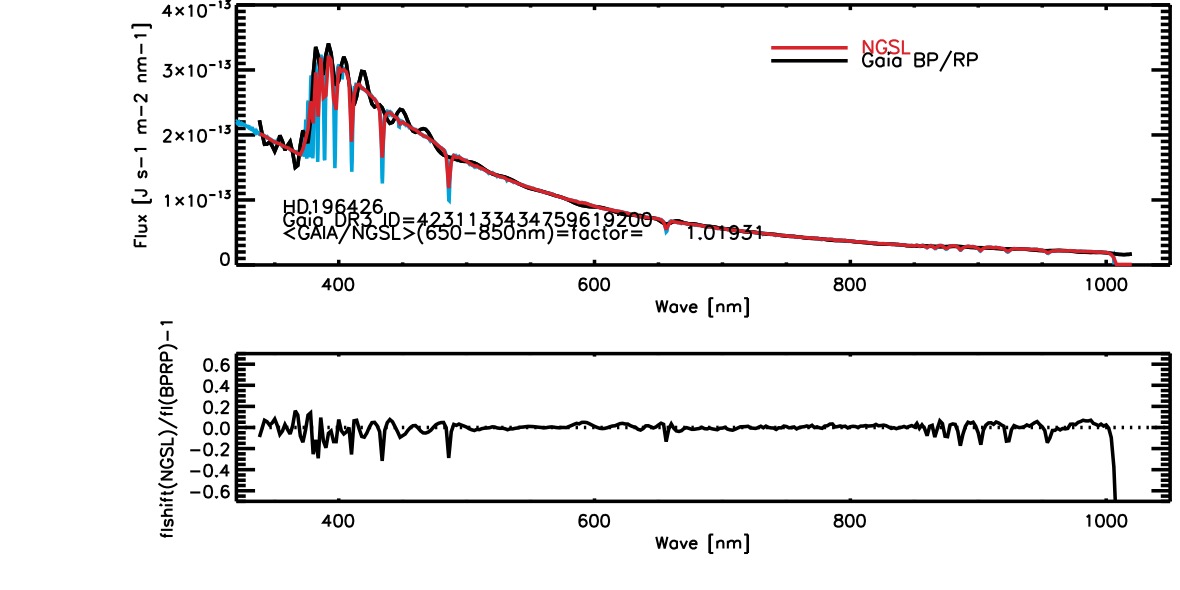 4×10−13
3×10−13
2×10−13
1×10−13
0
Flux [J s−1 m−2 nm−1]
NGSL
Gaia BP/RP
HD196426
Gaia DR3 ID=4231133434759619200
<GAIA/NGSL>(650−850nm)=factor= 1.01931
400 600 800 1000
Wave [nm]
flshift(NGSL)/fl(BPRP)−1
0.6
0.4
0.2
0.0
−0.2
−0.4
−0.6
400 600 800 1000
Wave [nm]